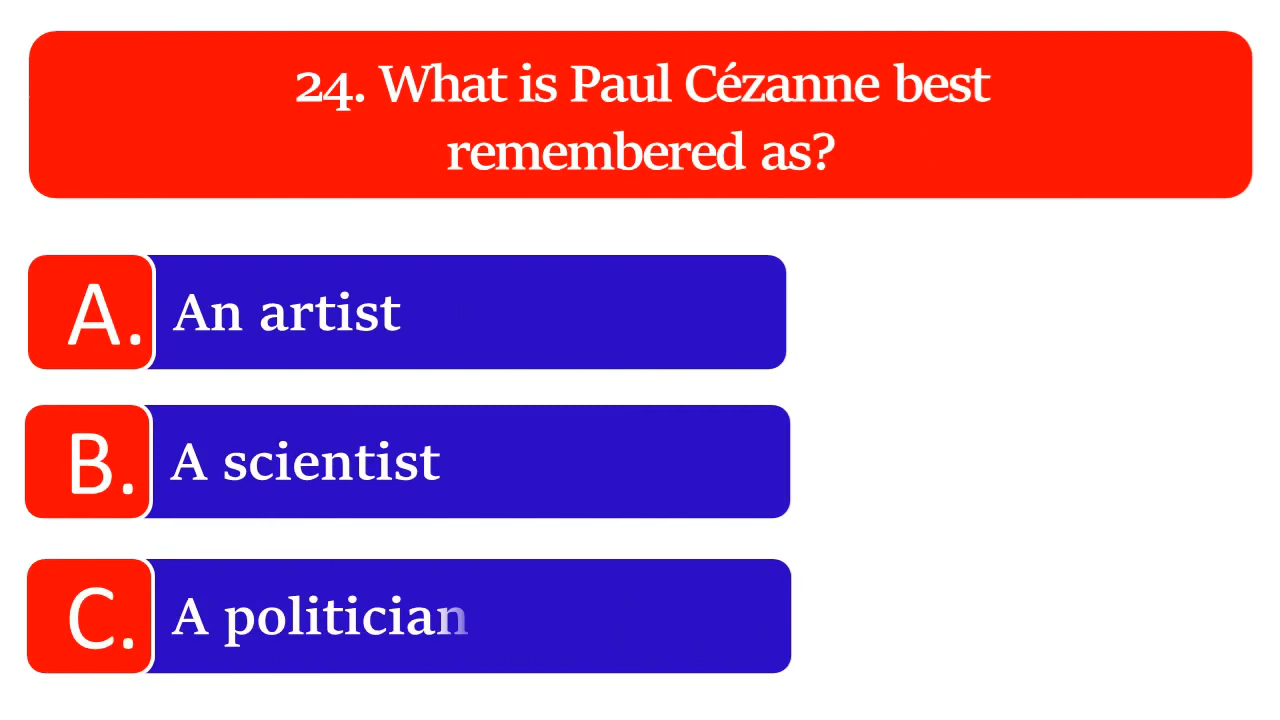 24. What is Paul Cézanne best
remembered as?
A. An artist
B. A scientist
C. A politician